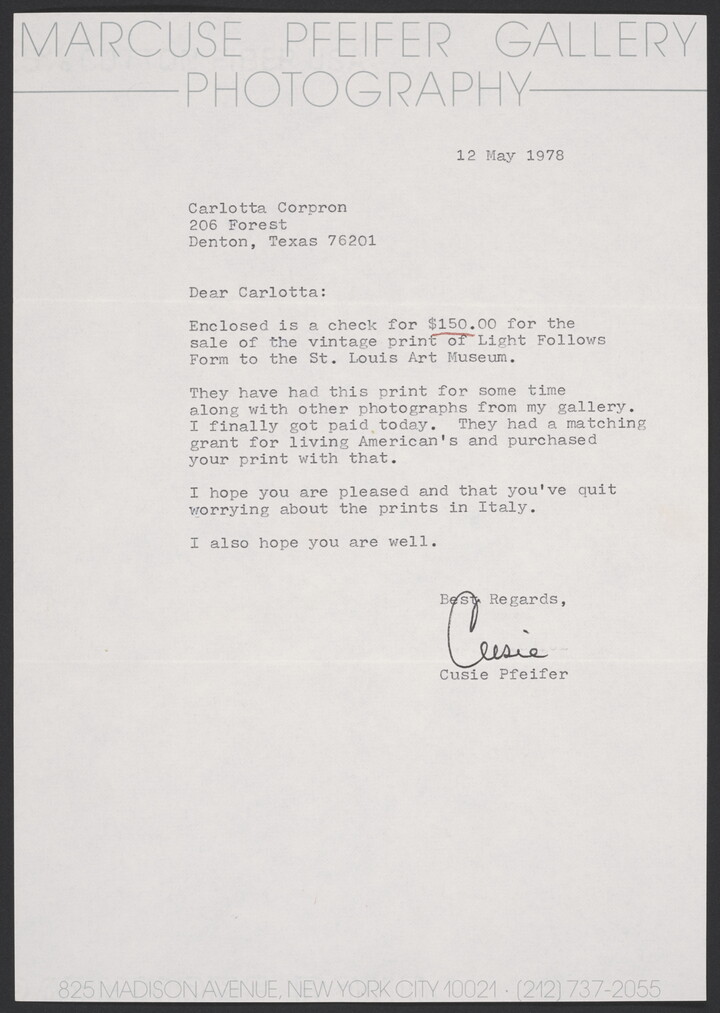 MARCUSE PFEIFER GALLERY
PHOTOGRAPHY
12 May 1978
Carlotta Corpron
206 Forest
Denton, Texas 76201
Dear Carlotta:
Enclosed is a check for $150.00 for the
sale of the vintage print of Light Follows
Form to the St. Louis Art Museum.
They have had this print for some time
along with other photographs from my gallery.
I finally got paid today. They had a matching
grant for living American's and purchased
your print with that.
I hope you are pleased and that you've quit
worrying about the prints in Italy.
I also hope you are well.
Best Regards,
Cusie
Cusie Pfeifer
825 MADISON AVENUE, NEW YORK CITY 10021 · (212) 737-2055